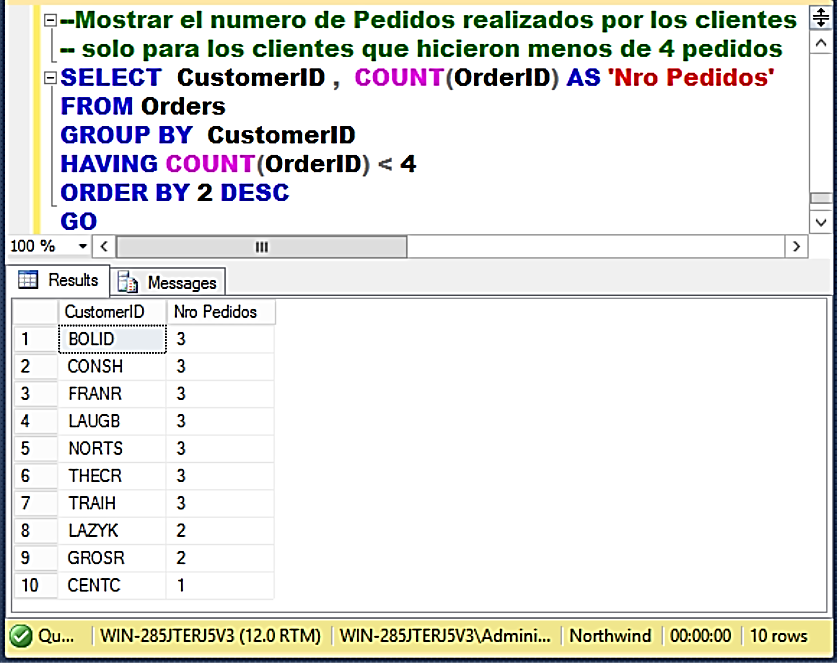 --Mostrar el numero de Pedidos realizados por los clientes
-- solo para los clientes que hicieron menos de 4 pedidos
SELECT CustomerID , COUNT(OrderID) AS 'Nro Pedidos'
FROM Orders
GROUP BY CustomerID
HAVING COUNT(OrderID) < 4
ORDER BY 2 DESC
GO
100 %
Results Messages
CustomerID Nro Pedidos
1 BOLID 3
2 CONSH 3
3 FRANR 3
4 LAUGB 3
5 NORTS 3
6 THECR 3
7 TRAIH 3
8 LAZYK 2
9 GROSR 2
10 CENTC 1
Qu... WIN-285JTERJ5V3 (12.0 RTM) WIN-285JTERJ5V3\Admini... Northwind 00:00:00 10 rows